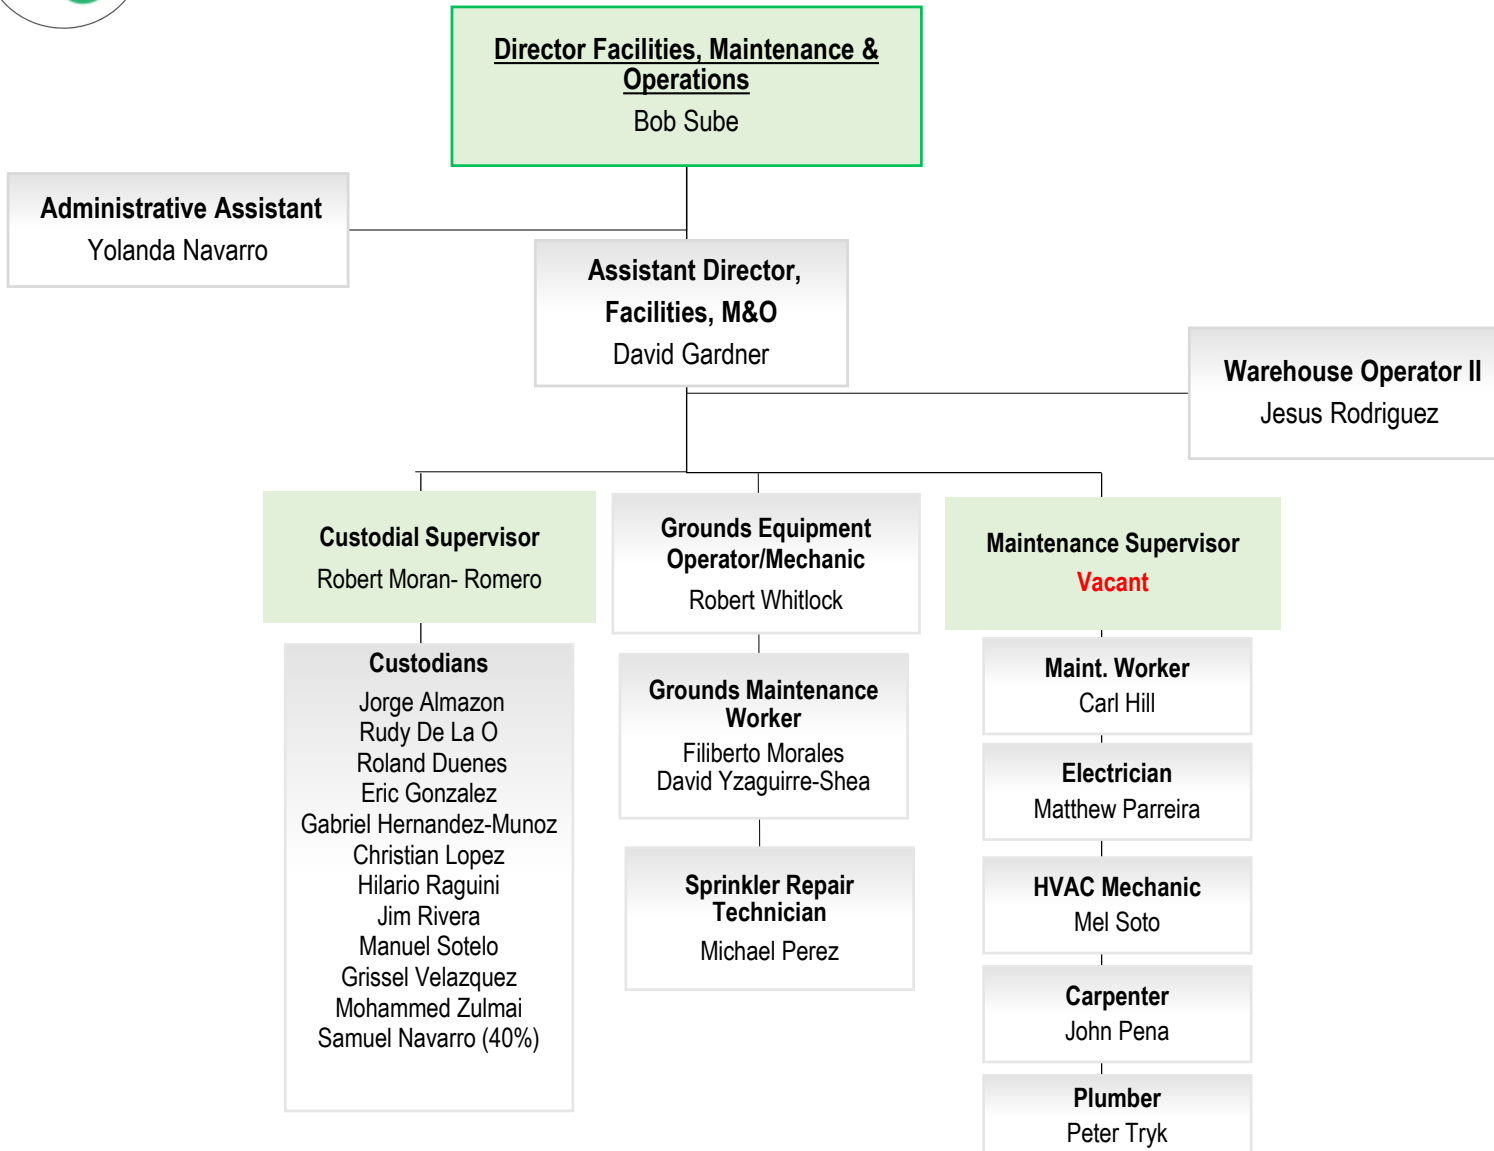 Director Facilities, Maintenance &
Operations
Bob Sube
Administrative Assistant
Yolanda Navarro
Assistant Director,
Facilities, M&O
David Gardner
Warehouse Operator II
Jesus Rodriguez
Custodial Supervisor
Robert Moran- Romero
Custodians
Jorge Almazon
Rudy De La O
Roland Duenes
Eric Gonzalez
Gabriel Hernandez-Munoz
Christian Lopez
Hilario Raguini
Jim Rivera
Manuel Sotelo
Grissel Velazquez
Mohammed Zulmai
Samuel Navarro (40%)
Grounds Equipment
Operator/Mechanic
Robert Whitlock
Grounds Maintenance
Worker
Filiberto Morales
David Yzaguirre-Shea
Sprinkler Repair
Technician
Michael Perez
Maintenance Supervisor
Vacant
Maint. Worker
Carl Hill
Electrician
Matthew Parreira
HVAC Mechanic
Mel Soto
Carpenter
John Pena
Plumber
Peter Tryk